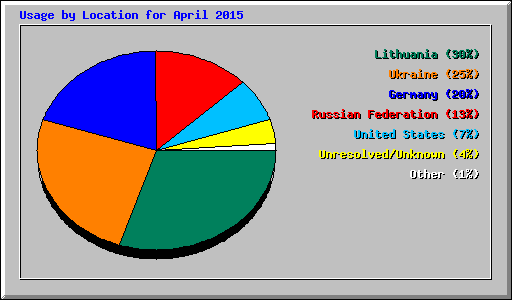 Usage by Location for April 2015
Lithuania (30%)
Ukraine (25%)
Germany (20%)
Russian Federation (13%)
United States (7%)
Unresolved/Unknown (4%)
Other (1%)